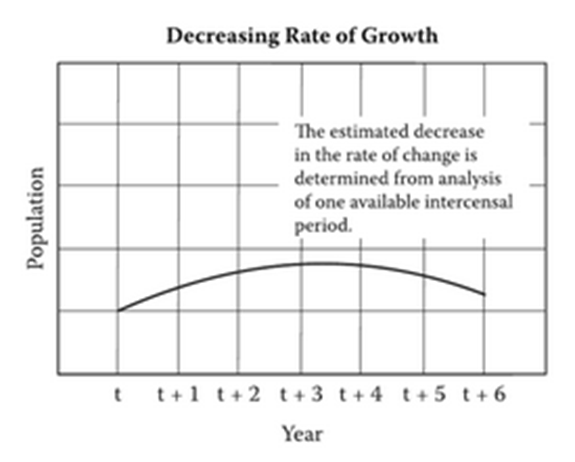 Decreasing Rate of Growth
The estimated decrease
in the rate of change is
determined from analysis
of one available intercensal
period.
Population
t t + 1 t + 2 t + 3 t + 4 t + 5 t + 6
Year